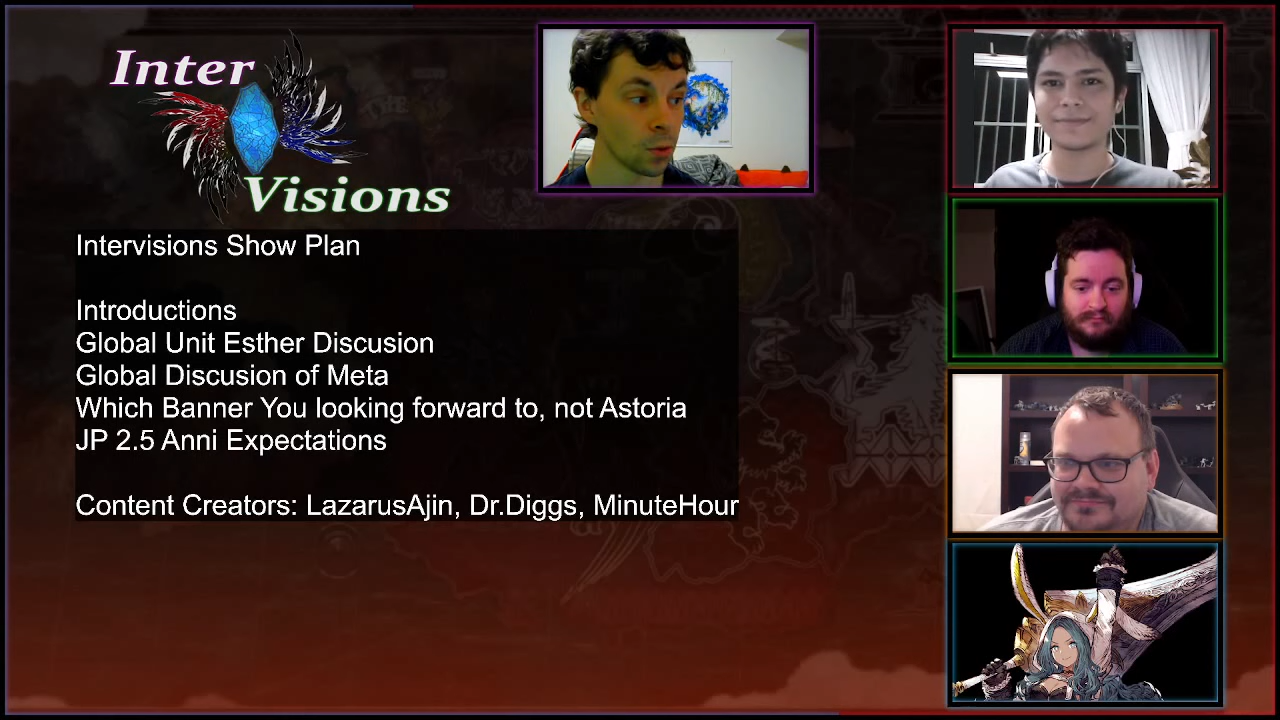 Inter
Visions
Intervisions Show Plan
Introductions
Global Unit Esther Discusion
Global Discusion of Meta
Which Banner You looking forward to, not Astoria
JP 2.5 Anni Expectations
Content Creators: LazarusAjin, Dr.Diggs, MinuteHour